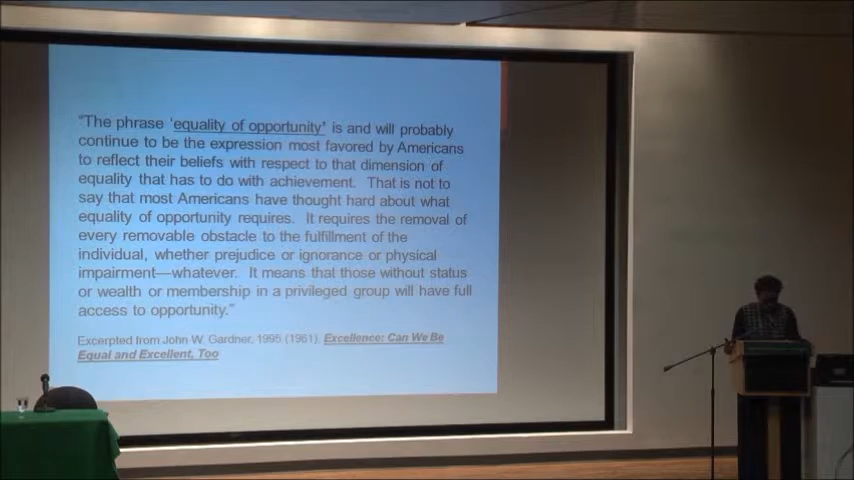 “The phrase ‘equality of opportunity’ is and will probably
continue to be the expression most favored by Americans
to reflect their beliefs with respect to that dimension of
equality that has to do with achievement.  That is not to
say that most Americans have thought hard about what
equality of opportunity requires.  It requires the removal of
every removable obstacle to the fulfillment of the
individual, whether prejudice or ignorance or physical
impairment—whatever.  It means that those without status
or wealth or membership in a privileged group will have full
access to opportunity.”
Excerpted from John W. Gardner, 1995 (1961), Excellence: Can We Be
Equal and Excellent, Too